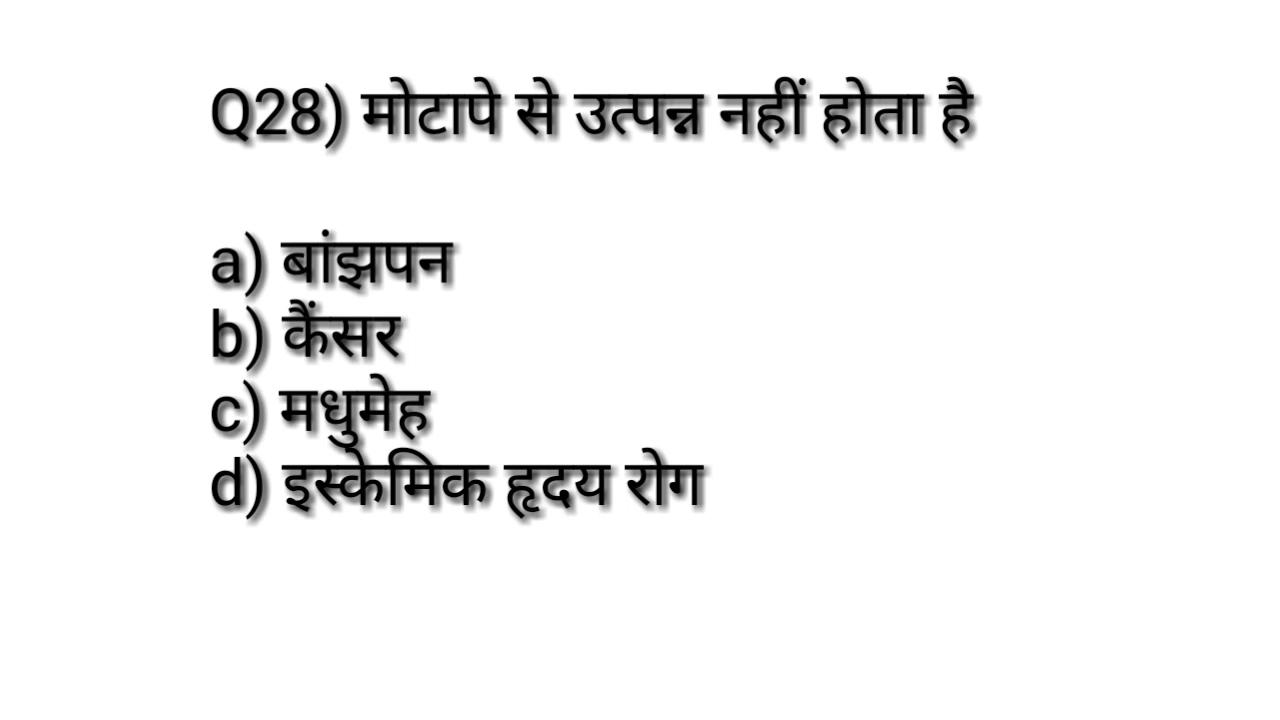 Q28) मोटापे से उत्पन्न नहीं होता है
a) बांझपन
b) कैंसर
c) मधुमेह
d) इस्केमिक हृदय रोग